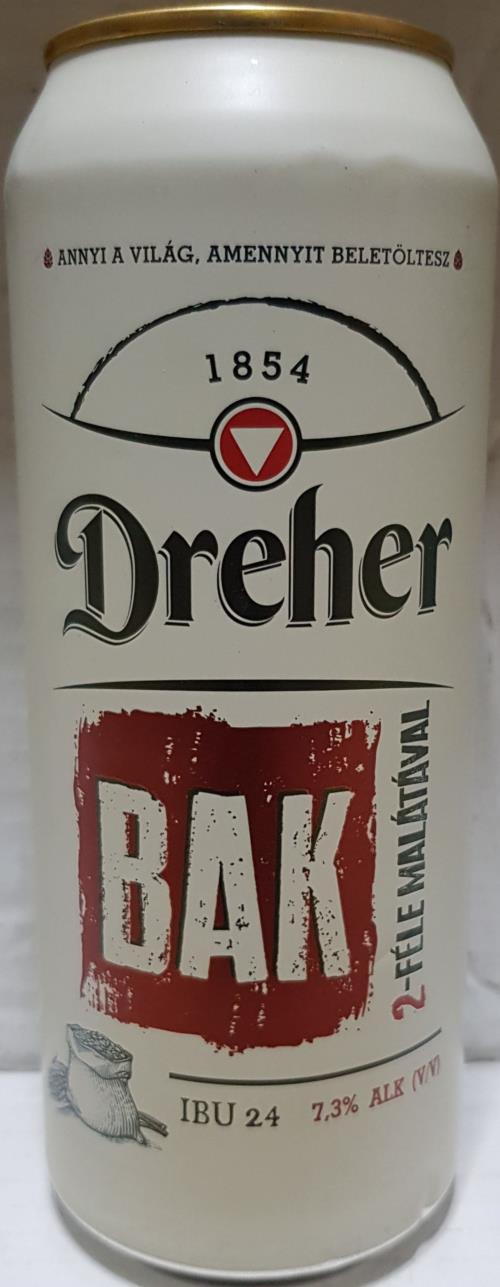 ANNYI A VILÁG, AMENNYIT BELETÖLTESZ
1854
Dreher
BAK
2-FÉLE MALÁTÁVAL
IBU 24 7,3% ALK (V/V)